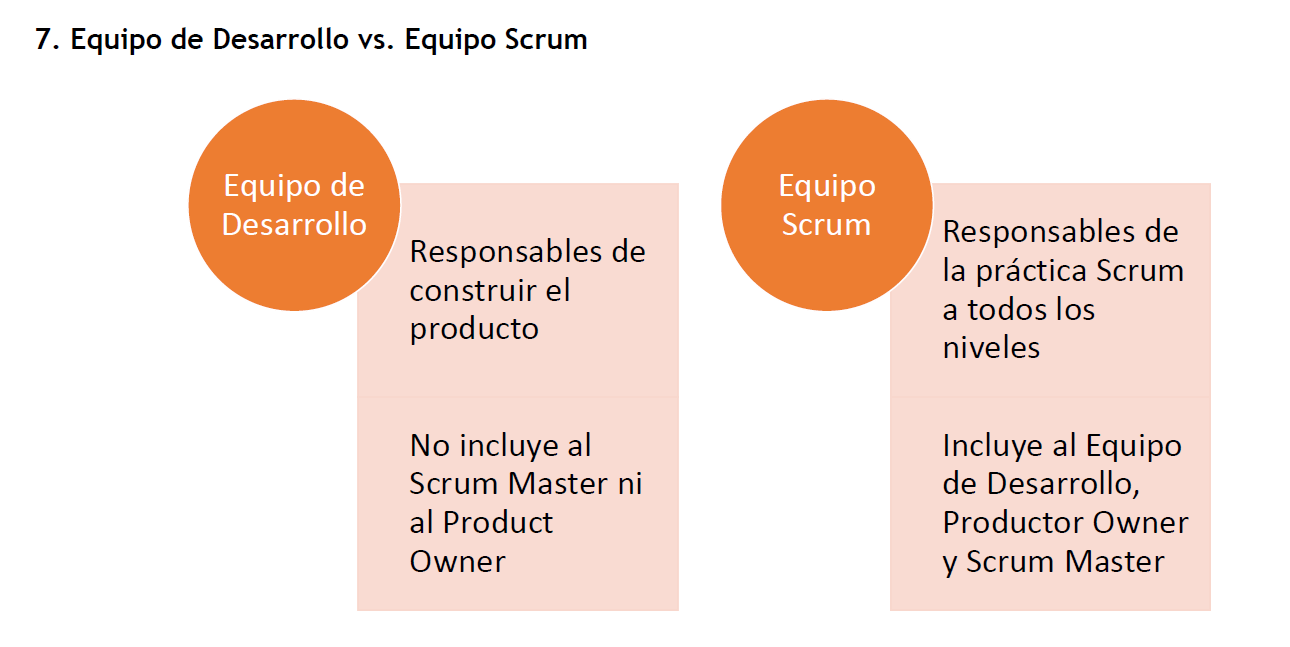 7. Equipo de Desarrollo vs. Equipo Scrum
Equipo de
Desarrollo
Responsables de
construir el
producto
No incluye al
Scrum Master ni
al Product
Owner
Equipo
Scrum
Responsables de
la práctica Scrum
a todos los
niveles
Incluye al Equipo
de Desarrollo,
Productor Owner
y Scrum Master